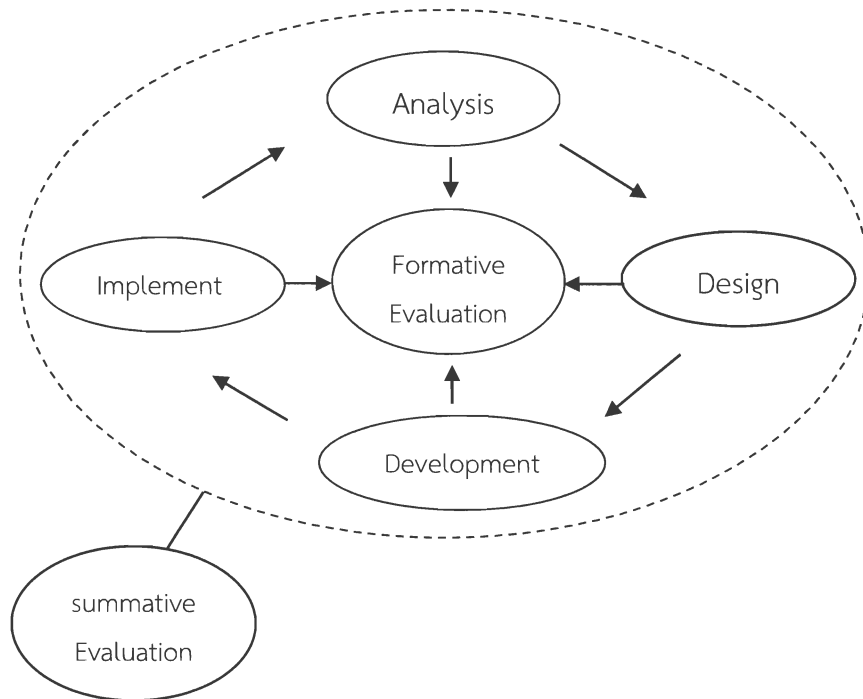 Analysis
Implement
Formative
Evaluation
Design
Development
summative
Evaluation